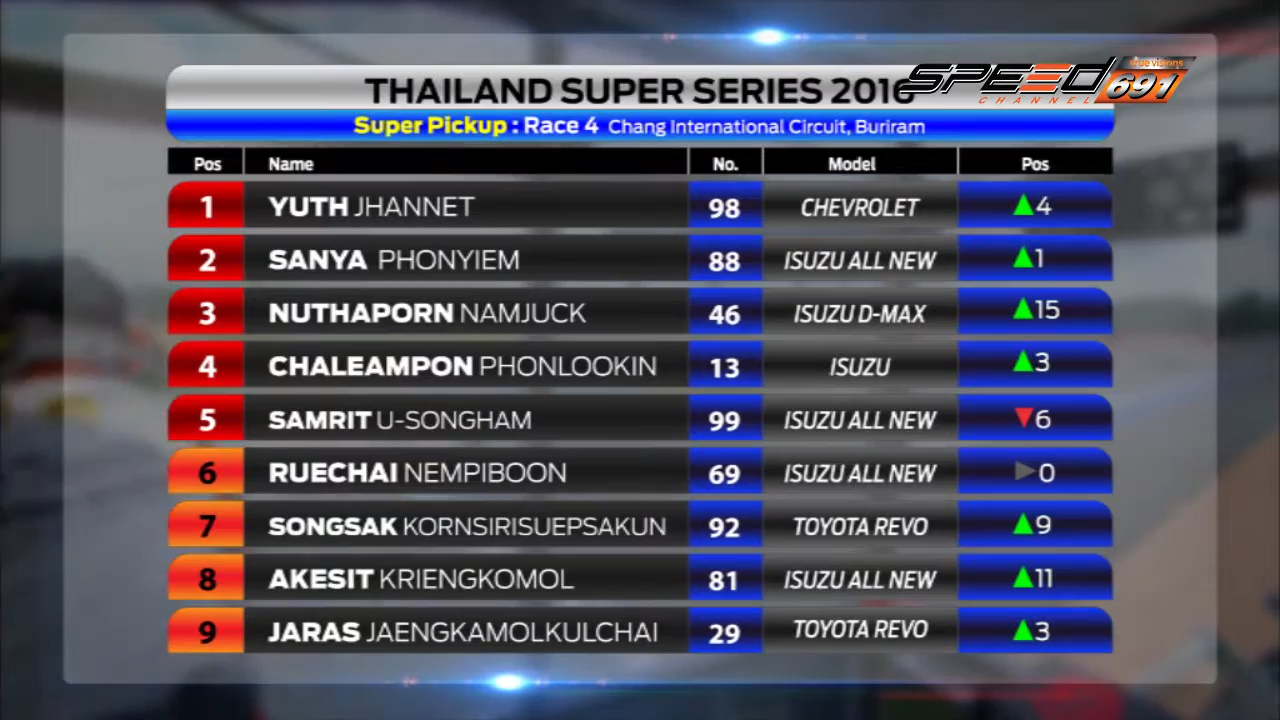 THAILAND SUPER SERIES 2016
SPEED CHANNEL true visions 691
Super Pickup : Race 4 Chang International Circuit, Buriram
Pos Name No. Model Pos
1 YUTH JHANNET 98 CHEVROLET ▲4
2 SANYA PHONYIEM 88 ISUZU ALL NEW ▲1
3 NUTHAPORN NAMJUCK 46 ISUZU D-MAX ▲15
4 CHALEAMPON PHONLOOKIN 13 ISUZU ▲3
5 SAMRIT U-SONGHAM 99 ISUZU ALL NEW ▼6
6 RUECHAI NEMPIBOON 69 ISUZU ALL NEW ▶0
7 SONGSAK KORNSIRISUEPSAKUN 92 TOYOTA REVO ▲9
8 AKESIT KRIENGKOMOL 81 ISUZU ALL NEW ▲11
9 JARAS JAENGKAMOLKULCHAI 29 TOYOTA REVO ▲3